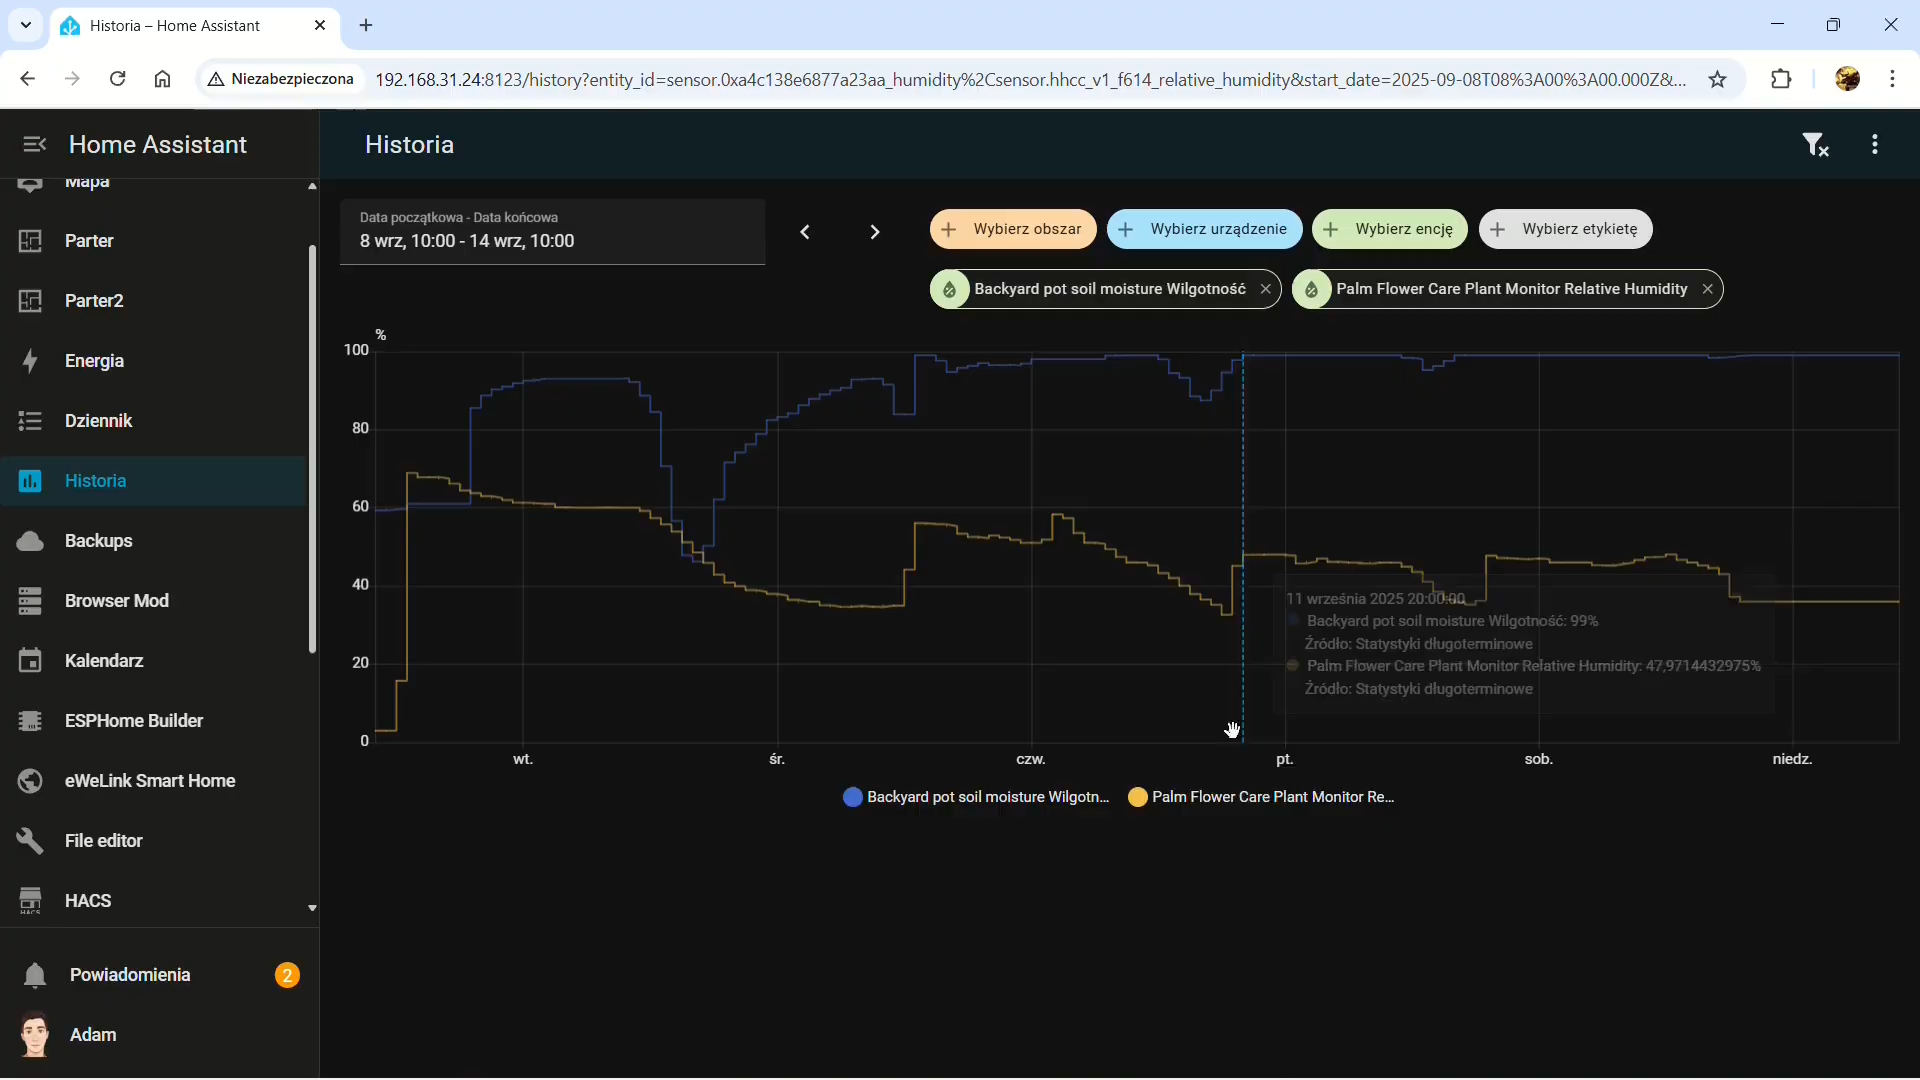 Historia – Home Assistant
Niezabezpieczona
192.168.31.24:8123/history?entity_id=sensor.0xa4c138e6877a23aa_humidity%2Csensor.hhcc_v1_f614_relative_humidity&start_date=2025-09-08T08%3A00%3A00.000Z&...
Home Assistant
Historia
Mapa
Parter
Parter2
Energia
Dziennik
Historia
Backups
Browser Mod
Kalendarz
ESPHome Builder
eWeLink Smart Home
File editor
HACS
HACS
Powiadomienia
2
Adam
Data początkowa - Data końcowa
8 wrz, 10:00 - 14 wrz, 10:00
Wybierz obszar
Wybierz urządzenie
Wybierz encję
Wybierz etykietę
Backyard pot soil moisture Wilgotność
Palm Flower Care Plant Monitor Relative Humidity
%
100
80
60
40
20
0
11 września 2025 20:00:00
Backyard pot soil moisture Wilgotność: 99%
Źródło: Statystyki długoterminowe
Palm Flower Care Plant Monitor Relative Humidity: 47,9714432975%
Źródło: Statystyki długoterminowe
wt.
śr.
czw.
pt.
sob.
niedz.
Backyard pot soil moisture Wilgotn...
Palm Flower Care Plant Monitor Re...